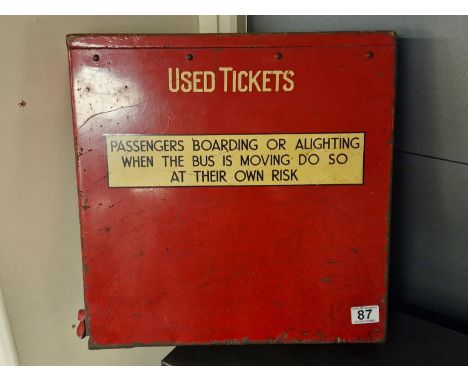 USED TICKETS
PASSENGERS BOARDING OR ALIGHTING
WHEN THE BUS IS MOVING DO SO
AT THEIR OWN RISK
87